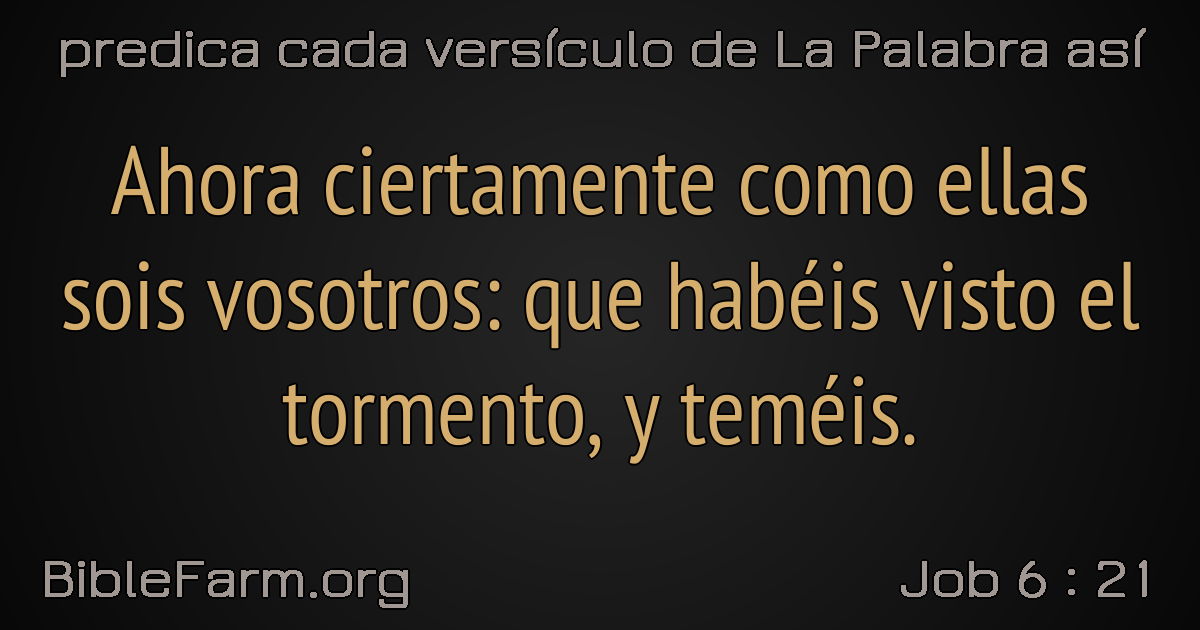 predica cada versículo de La Palabra así
Ahora ciertamente como ellas
sois vosotros: que habéis visto el
tormento, y teméis.
BibleFarm.org
Job 6 : 21